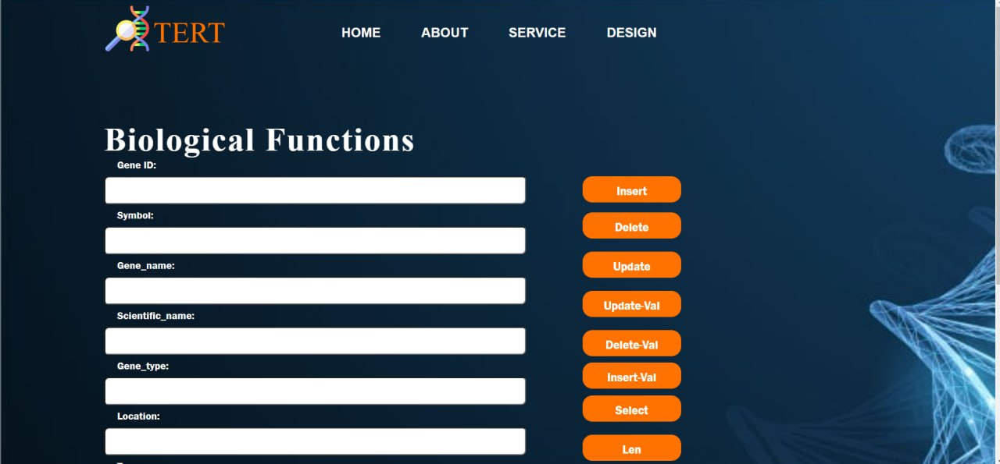 TERT
HOME ABOUT SERVICE DESIGN
Biological Functions
Gene ID:
Insert
Symbol:
Delete
Gene_name:
Update
Scientific_name:
Update-Val
Delete-Val
Gene_type:
Insert-Val
Location:
Select
Len